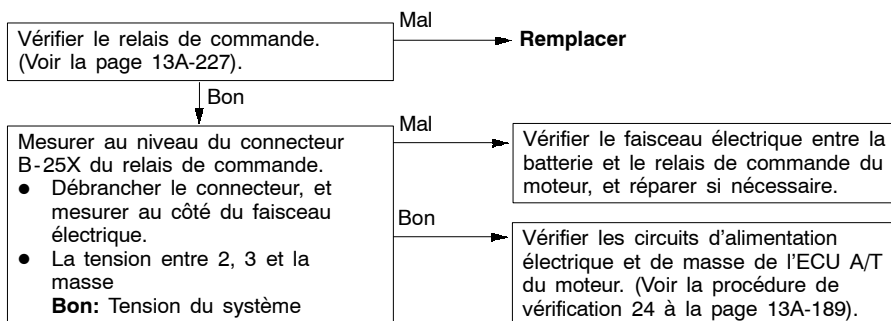 Vérifier le relais de commande.
(Voir la page 13A-227).
Mal
Remplacer
Bon
Mesurer au niveau du connecteur
B-25X du relais de commande.
● Débrancher le connecteur, et
mesurer au côté du faisceau
électrique.
● La tension entre 2, 3 et la
masse
Bon: Tension du système
Mal
Vérifier le faisceau électrique entre la
batterie et le relais de commande du
moteur, et réparer si nécessaire.
Bon
Vérifier les circuits d'alimentation
électrique et de masse de l'ECU A/T
du moteur. (Voir la procédure de
vérification 24 à la page 13A-189).